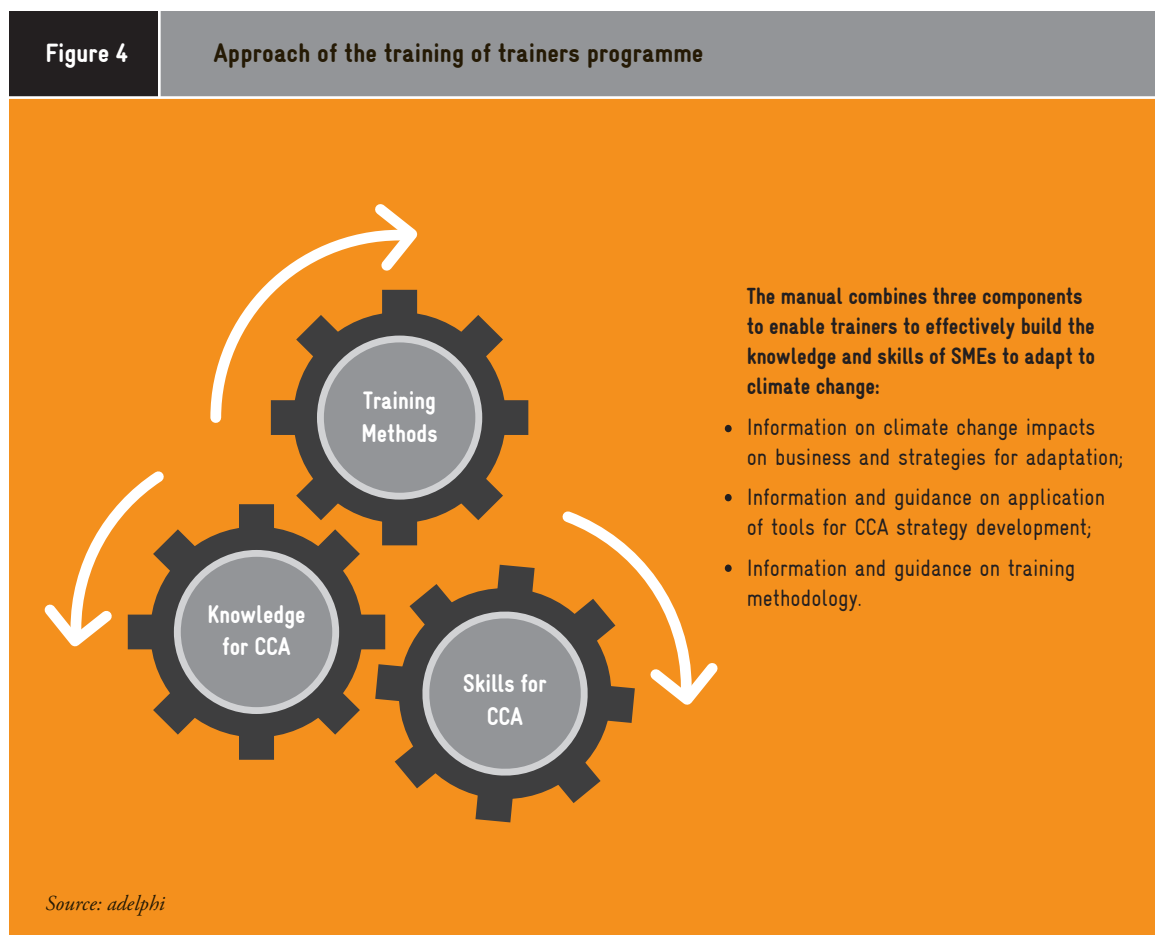 Figure 4
Approach of the training of trainers programme
Training
Methods
Knowledge
for CCA
Skills for
CCA
The manual combines three components
to enable trainers to effectively build the
knowledge and skills of SMEs to adapt to
climate change:
• Information on climate change impacts
on business and strategies for adaptation;
• Information and guidance on application
of tools for CCA strategy development;
• Information and guidance on training
methodology.
Source: adelphi